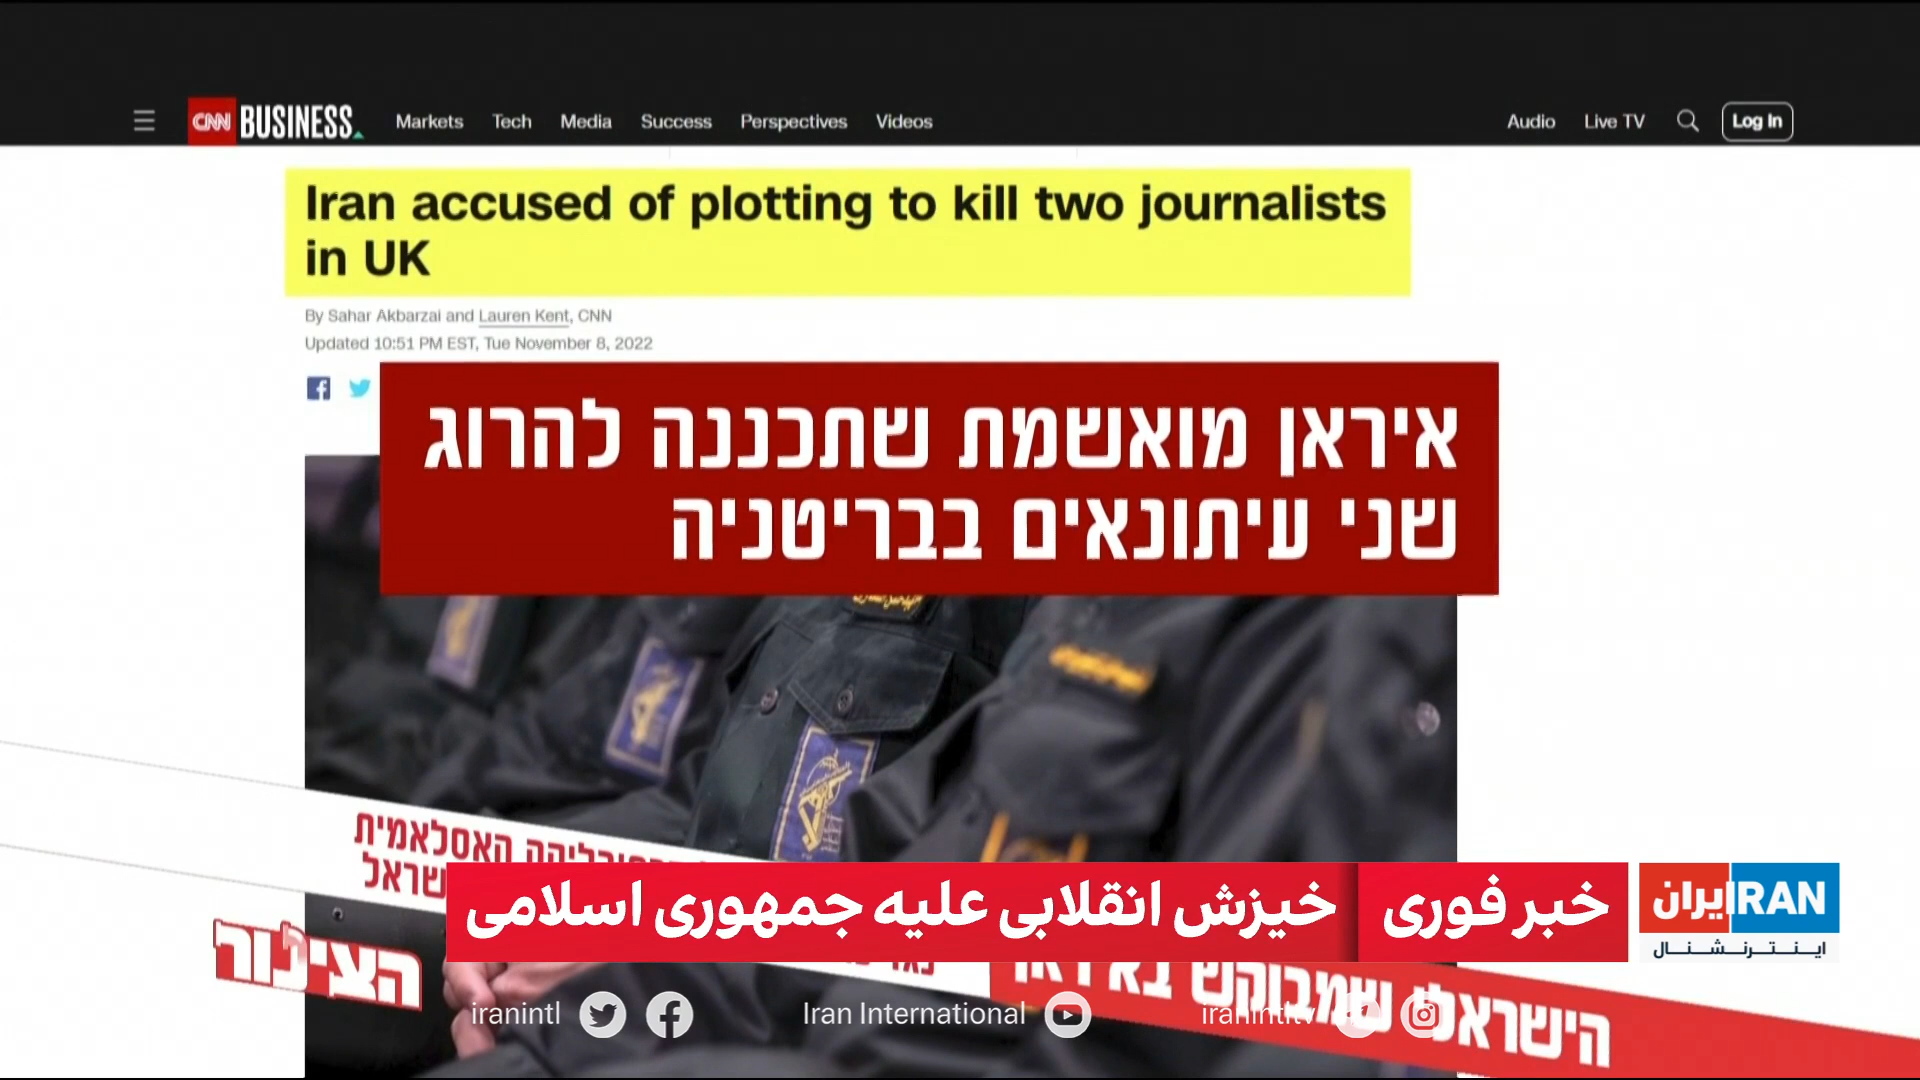 CNN BUSINESS
Markets Tech Media Success Perspectives Videos
Audio Live TV Log In
Iran accused of plotting to kill two journalists
in UK
By Sahar Akbarzai and Lauren Kent, CNN
Updated 10:51 PM EST, Tue November 8, 2022
איראן מואשמת שתכננה להרוג
שני עיתונאים בבריטניה
האסלאמית
הצינור
הישראלי שמבוקש באיראן
خبر فوری
خیزش انقلابی علیه جمهوری اسلامی
ایران IRAN
اینترنشنال
iranintl
Iran International
iranintltv